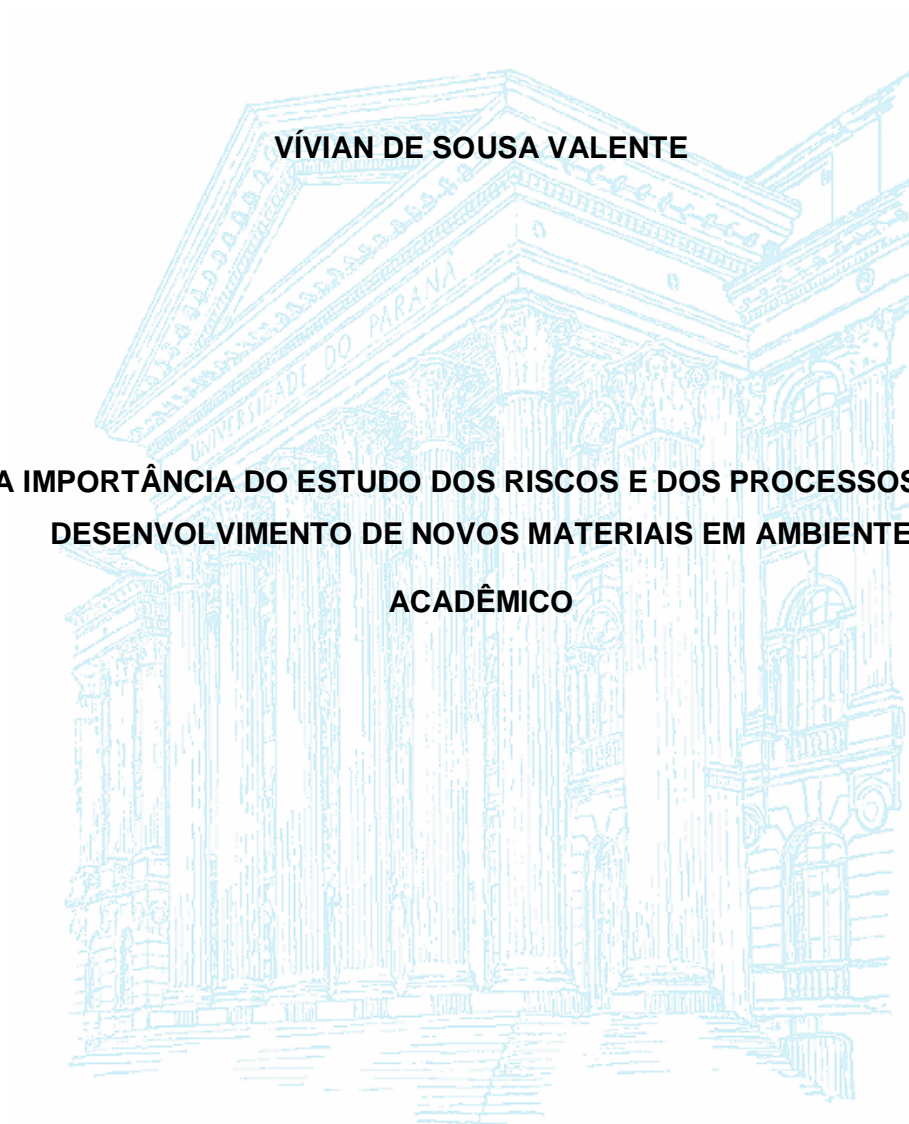 VÍVIAN DE SOUSA VALENTE
UNIVERSIDADE DO PARANÁ
A IMPORTÂNCIA DO ESTUDO DOS RISCOS E DOS PROCESSOS
DESENVOLVIMENTO DE NOVOS MATERIAIS EM AMBIENTE
ACADÊMICO